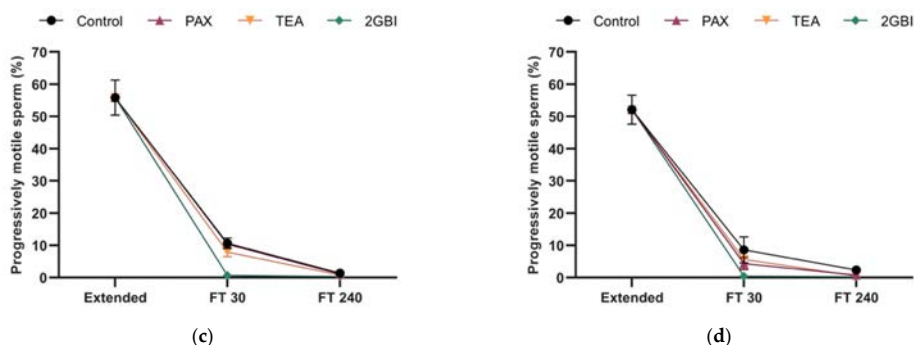 Control PAX TEA 2GBI
Progressively motile sperm (%)
70
60
50
40
30
20
10
0
Extended FT 30 FT 240
(c)
Control PAX TEA 2GBI
Progressively motile sperm (%)
70
60
50
40
30
20
10
0
Extended FT 30 FT 240
(d)